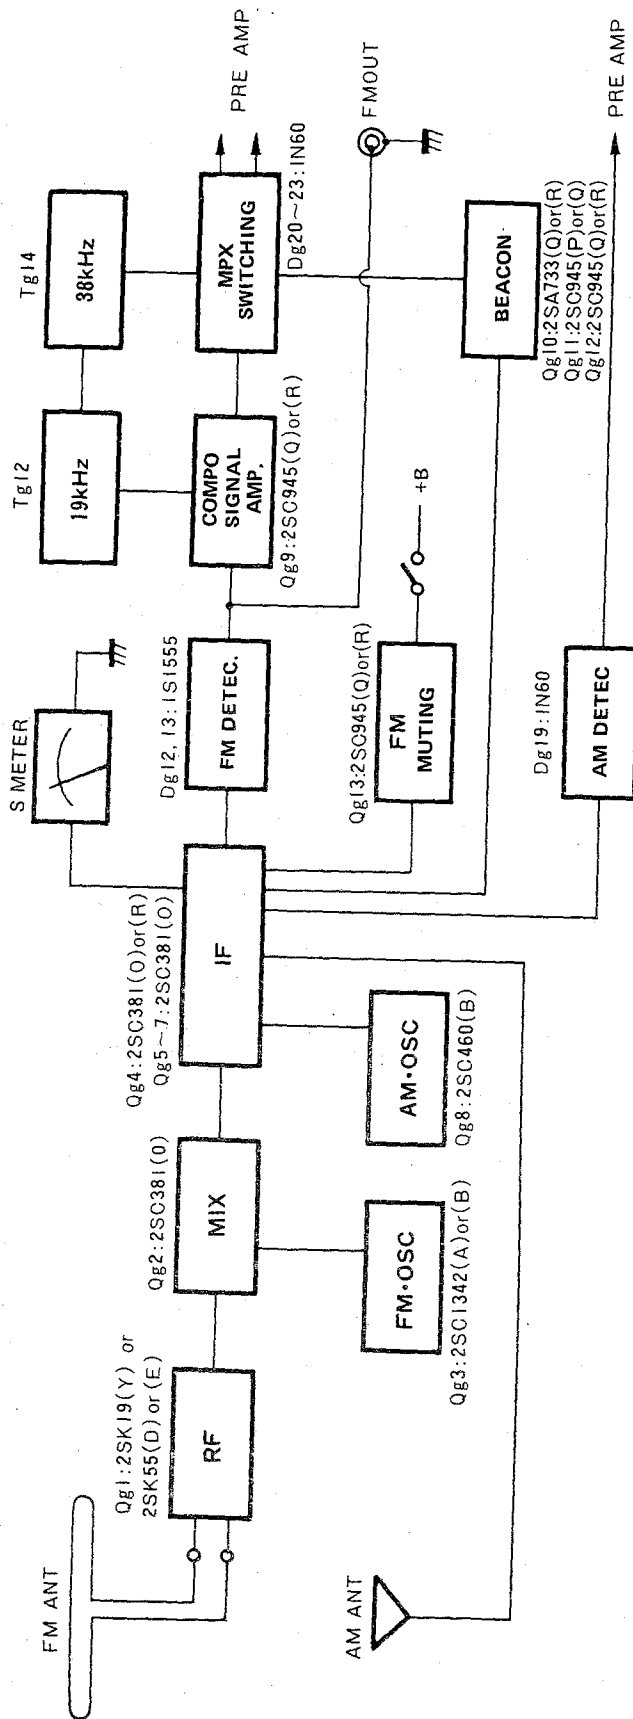 FM ANT
Qg1:2SK19(Y) or
2SK55(D) or (E)
RF
Qg2:2SC381(O)
MIX
Qg4:2SC381(O)or(R)
Qg5~7:2SC381(O)
IF
S METER
Dg12,13:1S1555
FM DETEC.
Tg12
19kHz
Tg14
38kHz
COMPO
SIGNAL
AMP.
Qg9:2SC945(Q)or(R)
MPX
SWITCHING
Dg20~23:IN60
PRE AMP
FMOUT
FM·OSC
Qg3:2SC1342(A)or(B)
AM·OSC
Qg8:2SC460(B)
Qg13:2SC945(Q)or(R)
FM
MUTING
+B
BEACON
Qg10:2SA733(Q)or(R)
Qg11:2SC945(P)or(Q)
Qg12:2SC945(Q)or(R)
AM ANT
Dg19:IN60
AM DETEC
PRE AMP